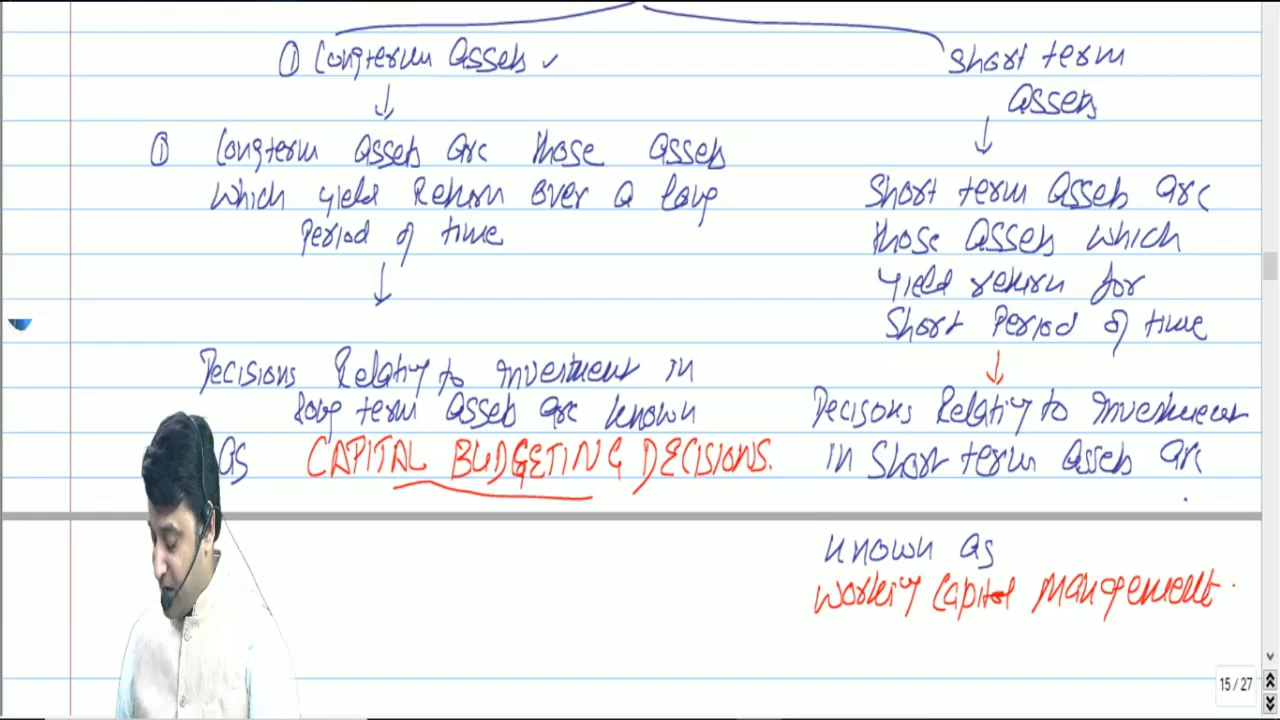 ① Longterm Assets ✓
↓
① Longterm Assets are those Assets
which yield Return over a long
Period of time
↓
Decisions Relating to Investment in
long term Assets are known
as CAPITAL BUDGETING DECISIONS.
Short term
Assets
↓
Short term Assets are
those Assets which
yield return for
Short Period of time
↓
Decisons Relating to Investment
in Short term Assets are
known as
Working Capital Management.
15 / 27